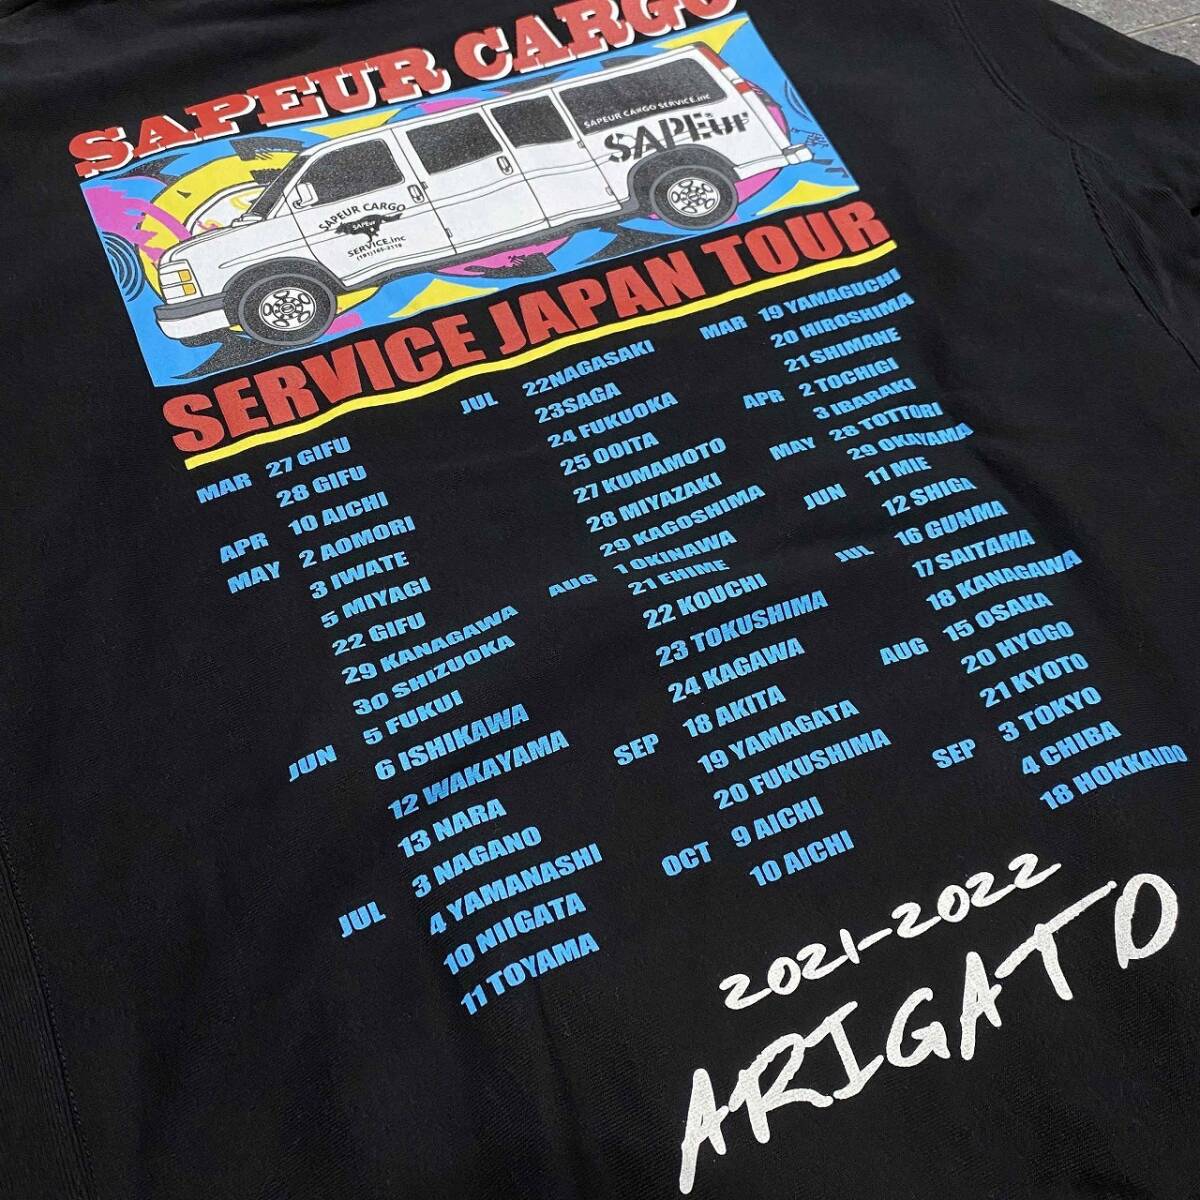 SAPEUR CARGO
SAPEUR CARGO SERVICE.inc
SAPEur
SAPEUR CARGO
SAPEur
SERVICE.inc
(191)165-2118
SERVICE JAPAN TOUR
MAR 27 GIFU
28 GIFU
APR 10 AICHI
MAY 2 AOMORI
3 IWATE
5 MIYAGI
22 GIFU
29 KANAGAWA
30 SHIZUOKA
JUN 5 FUKUI
6 ISHIKAWA
12 WAKAYAMA
13 NARA
JUL 3 NAGANO
4 YAMANASHI
10 NIIGATA
11 TOYAMA
JUL 22NAGASAKI
23SAGA
24 FUKUOKA
25 OOITA
27 KUMAMOTO
28 MIYAZAKI
29 KAGOSHIMA
AUG 1 OKINAWA
21 EHIME
22 KOUCHI
23 TOKUSHIMA
24 KAGAWA
SEP 18 AKITA
19 YAMAGATA
20 FUKUSHIMA
OCT 9 AICHI
10 AICHI
MAR 19 YAMAGUCHI
20 HIROSHIMA
21 SHIMANE
APR 2 TOCHIGI
3 IBARAKI
MAY 28 TOTTORI
29 OKAYAMA
JUN 11 MIE
12 SHIGA
JUL 16 GUNMA
17 SAITAMA
18 KANAGAWA
AUG 15 OSAKA
20 HYOGO
21 KYOTO
SEP 3 TOKYO
4 CHIBA
18 HOKKAIDO
2021-2022
ARIGATO